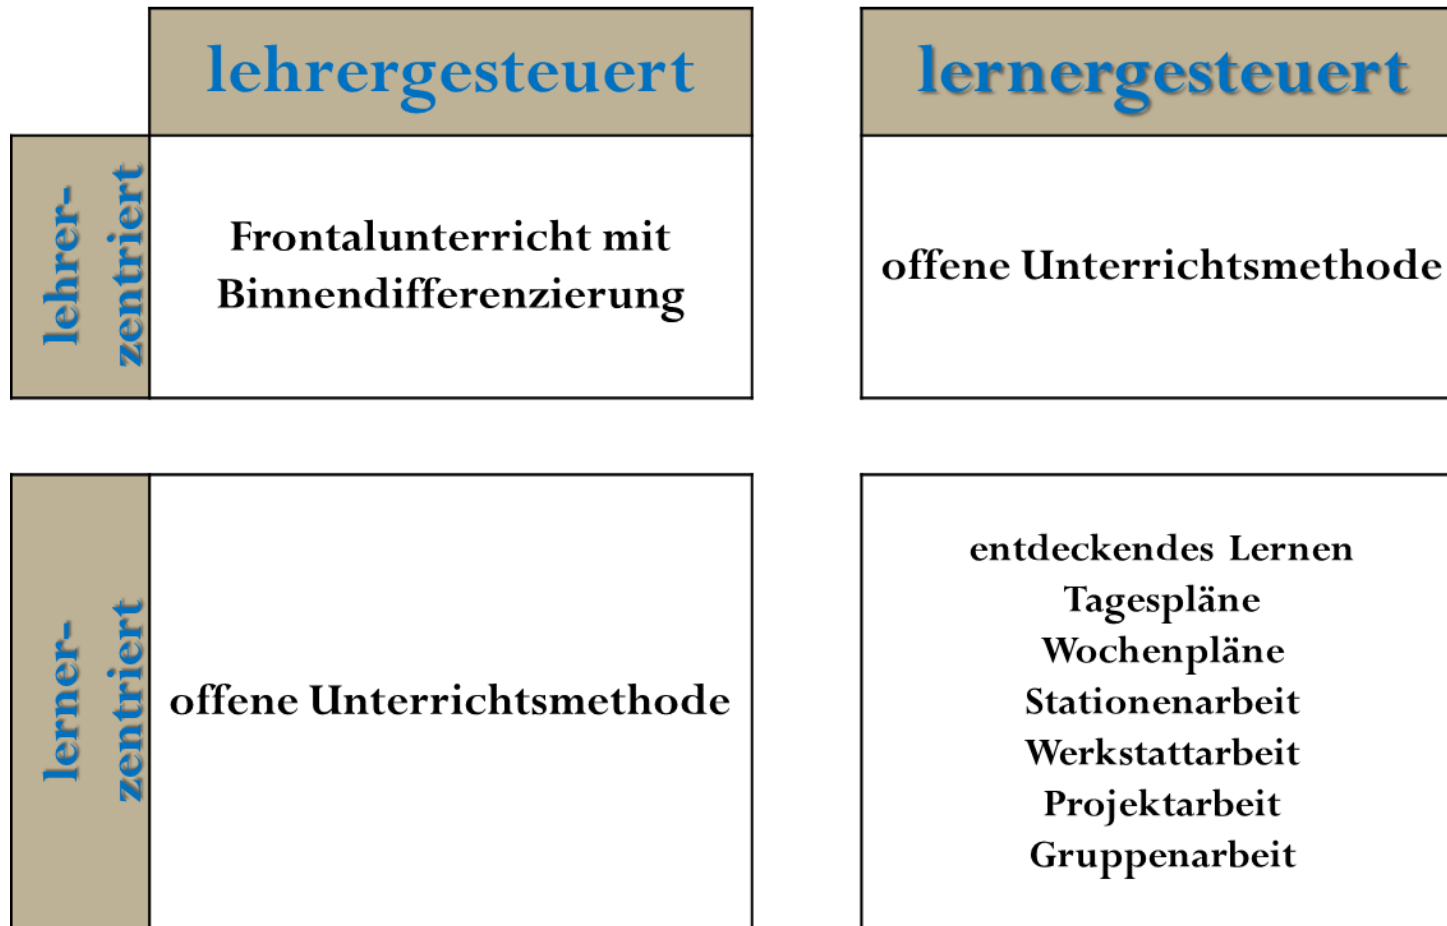 lehrergesteuert
lernergesteuert
lehrer-
zentriert
Frontalunterricht mit
Binnendifferenzierung
offene Unterrichtsmethode
lerner-
zentriert
offene Unterrichtsmethode
entdeckendes Lernen
Tagespläne
Wochenpläne
Stationenarbeit
Werkstattarbeit
Projektarbeit
Gruppenarbeit